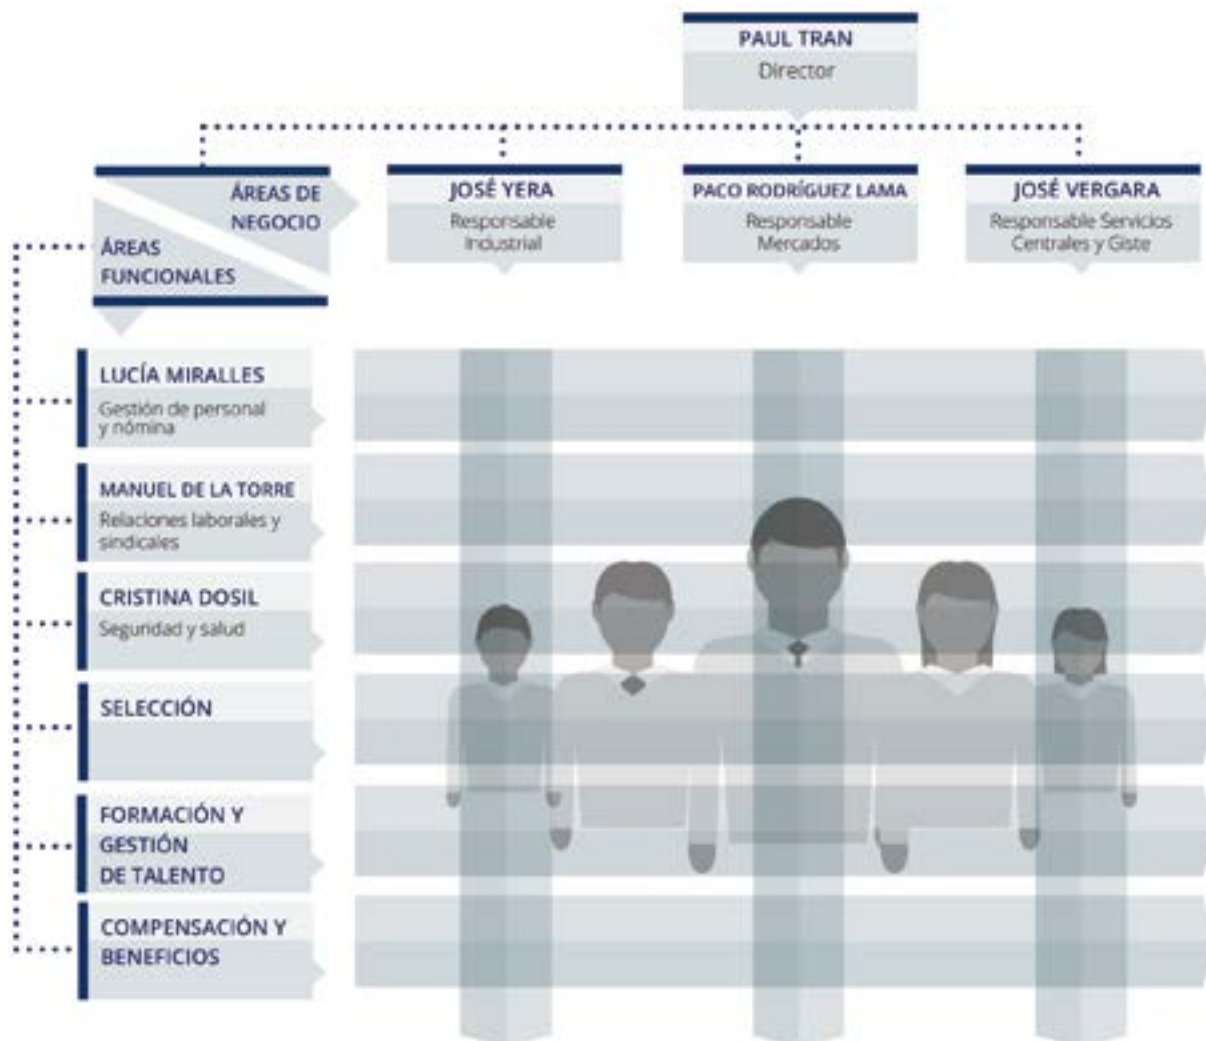 PAUL TRAN
Director
ÁREAS DE
NEGOCIO
ÁREAS
FUNCIONALES
JOSÉ YERA
Responsable
Industrial
PACO RODRÍGUEZ LAMA
Responsable
Mercados
JOSÉ VERGARA
Responsable Servicios
Centrales y Giste
LUCÍA MIRALLES
Gestión de personal
y nómina
MANUEL DE LA TORRE
Relaciones laborales y
sindicales
CRISTINA DOSIL
Seguridad y salud
SELECCIÓN
FORMACIÓN Y
GESTIÓN
DE TALENTO
COMPENSACIÓN Y
BENEFICIOS